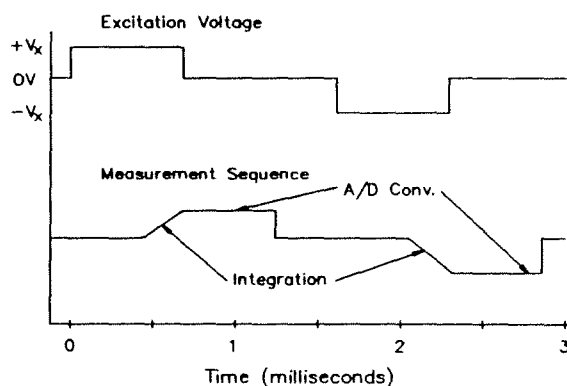 Excitation Voltage
+Vx
0V
-Vx
Measurement Sequence
A/D Conv.
Integration
0 1 2 3
Time (milliseconds)